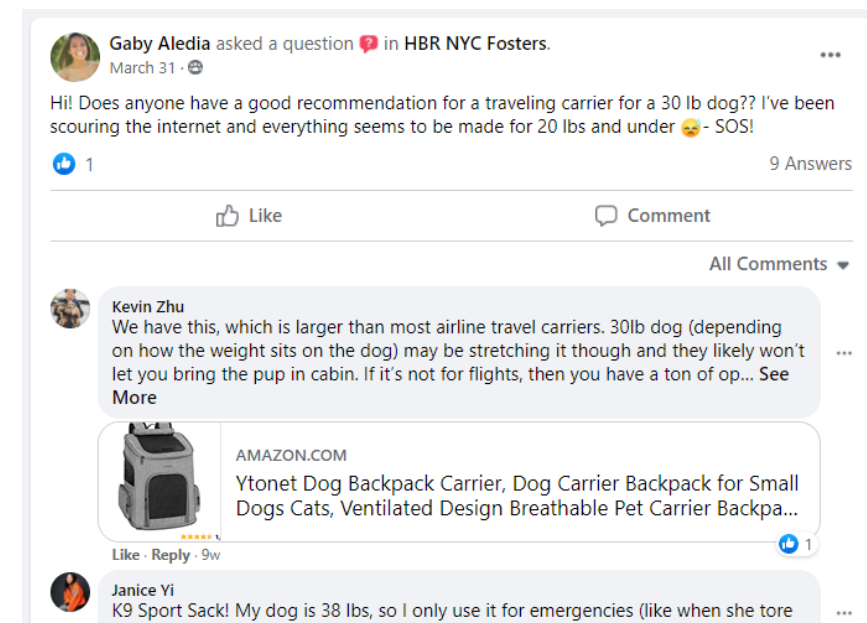 Gaby Aledia asked a question in HBR NYC Fosters.
March 31 ·
Hi! Does anyone have a good recommendation for a traveling carrier for a 30 lb dog?? I've been
scouring the internet and everything seems to be made for 20 lbs and under 😪- SOS!
1
9 Answers
Like
Comment
All Comments
Kevin Zhu
We have this, which is larger than most airline travel carriers. 30lb dog (depending
on how the weight sits on the dog) may be stretching it though and they likely won't
let you bring the pup in cabin. If it's not for flights, then you have a ton of op... See
More
AMAZON.COM
Ytonet Dog Backpack Carrier, Dog Carrier Backpack for Small
Dogs Cats, Ventilated Design Breathable Pet Carrier Backpa...
1
Like · Reply · 9w
Janice Yi
K9 Sport Sack! My dog is 38 lbs, so I only use it for emergencies (like when she tore